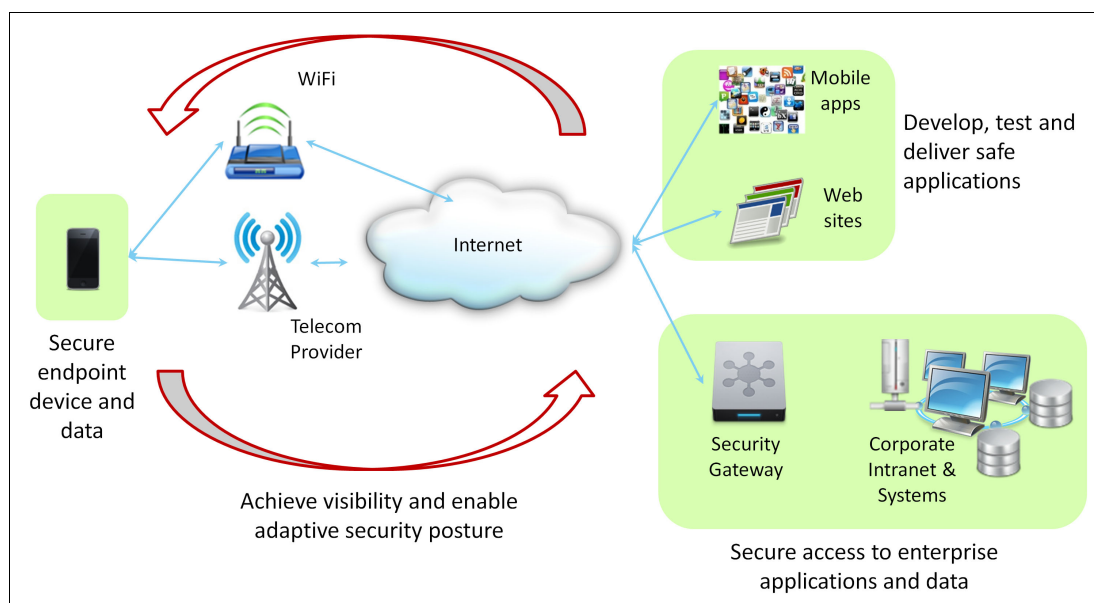 WiFi
Internet
Telecom
Provider
Secure
endpoint
device and
data
Achieve visibility and enable
adaptive security posture
Mobile
apps
Web
sites
Develop, test and
deliver safe
applications
Security
Gateway
Corporate
Intranet &
Systems
Secure access to enterprise
applications and data